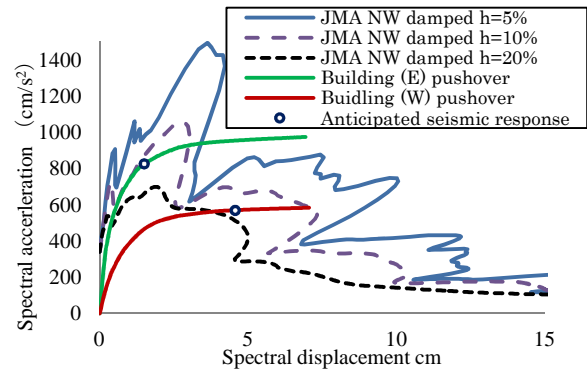 JMA NW damped h=5%
JMA NW damped h=10%
JMA NW damped h=20%
Building (E) pushover
Buidling (W) pushover
Anticipated seismic response
Spectral accerleration （cm/s²）
1400
1200
1000
800
600
400
200
0
0 5 10 15
Spectral displacement cm